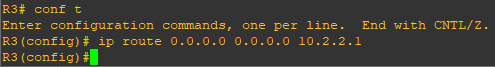 R3# conf t
Enter configuration commands, one per line.  End with CNTL/Z.
R3(config)# ip route 0.0.0.0 0.0.0.0 10.2.2.1
R3(config)#